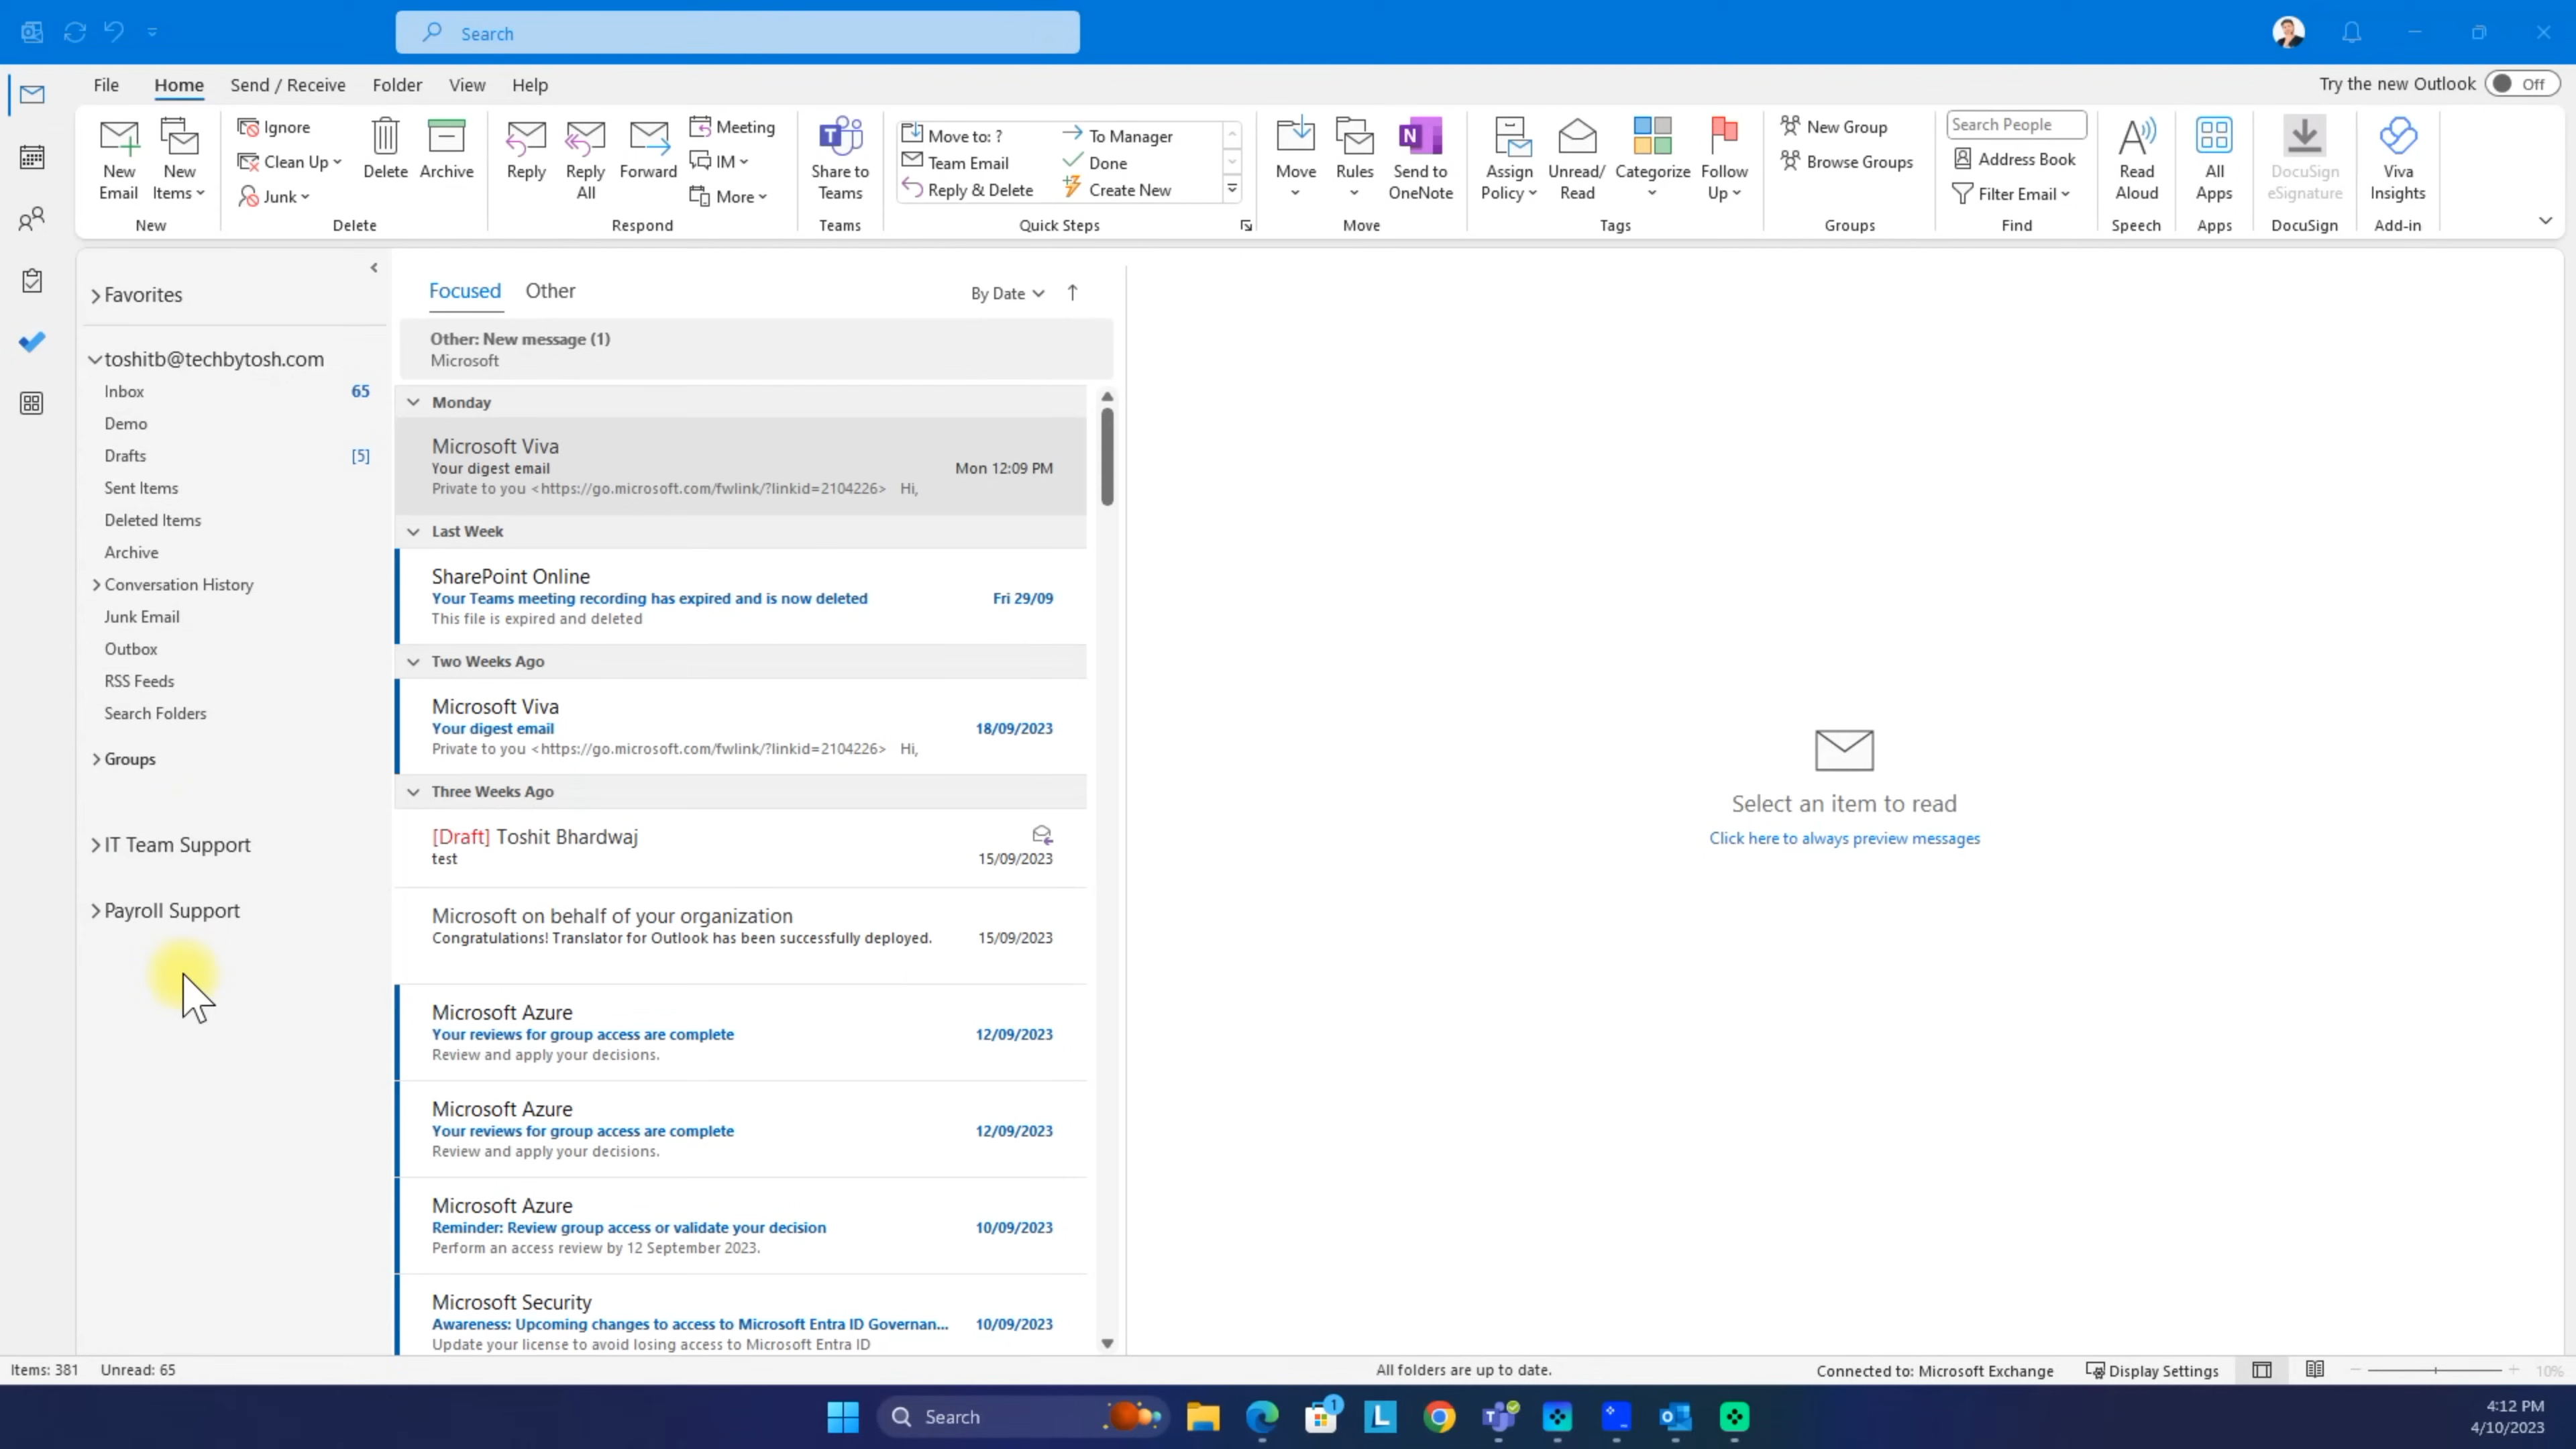 Search
File Home Send / Receive Folder View Help
Try the new Outlook Off
New Email
New Items
New
Ignore
Clean Up
Junk
Delete
Archive
Delete
Reply
Reply All
Forward
Meeting
IM
More
Respond
Share to Teams
Teams
Move to: ?
Team Email
Reply & Delete
To Manager
Done
Create New
Quick Steps
Move
Rules
Send to OneNote
Move
Assign Policy
Unread/ Read
Categorize
Follow Up
Tags
New Group
Browse Groups
Groups
Search People
Address Book
Filter Email
Find
Read Aloud
Speech
All Apps
Apps
DocuSign eSignature
DocuSign
Viva Insights
Add-in
Favorites
toshitb@techbytosh.com
Inbox 65
Demo
Drafts [5]
Sent Items
Deleted Items
Archive
Conversation History
Junk Email
Outbox
RSS Feeds
Search Folders
Groups
IT Team Support
Payroll Support
Focused Other By Date
Other: New message (1)
Microsoft
Monday
Microsoft Viva
Your digest email Mon 12:09 PM
Private to you <https://go.microsoft.com/fwlink/?linkid=2104226> Hi,
Last Week
SharePoint Online
Your Teams meeting recording has expired and is now deleted Fri 29/09
This file is expired and deleted
Two Weeks Ago
Microsoft Viva
Your digest email 18/09/2023
Private to you <https://go.microsoft.com/fwlink/?linkid=2104226> Hi,
Three Weeks Ago
[Draft] Toshit Bhardwaj
test 15/09/2023
Microsoft on behalf of your organization
Congratulations! Translator for Outlook has been successfully deployed. 15/09/2023
Microsoft Azure
Your reviews for group access are complete 12/09/2023
Review and apply your decisions.
Microsoft Azure
Your reviews for group access are complete 12/09/2023
Review and apply your decisions.
Microsoft Azure
Reminder: Review group access or validate your decision 10/09/2023
Perform an access review by 12 September 2023.
Microsoft Security
Awareness: Upcoming changes to access to Microsoft Entra ID Governan... 10/09/2023
Update your license to avoid losing access to Microsoft Entra ID
Select an item to read
Click here to always preview messages
Items: 381 Unread: 65 All folders are up to date. Connected to: Microsoft Exchange Display Settings 10%
Search
4:12 PM
4/10/2023